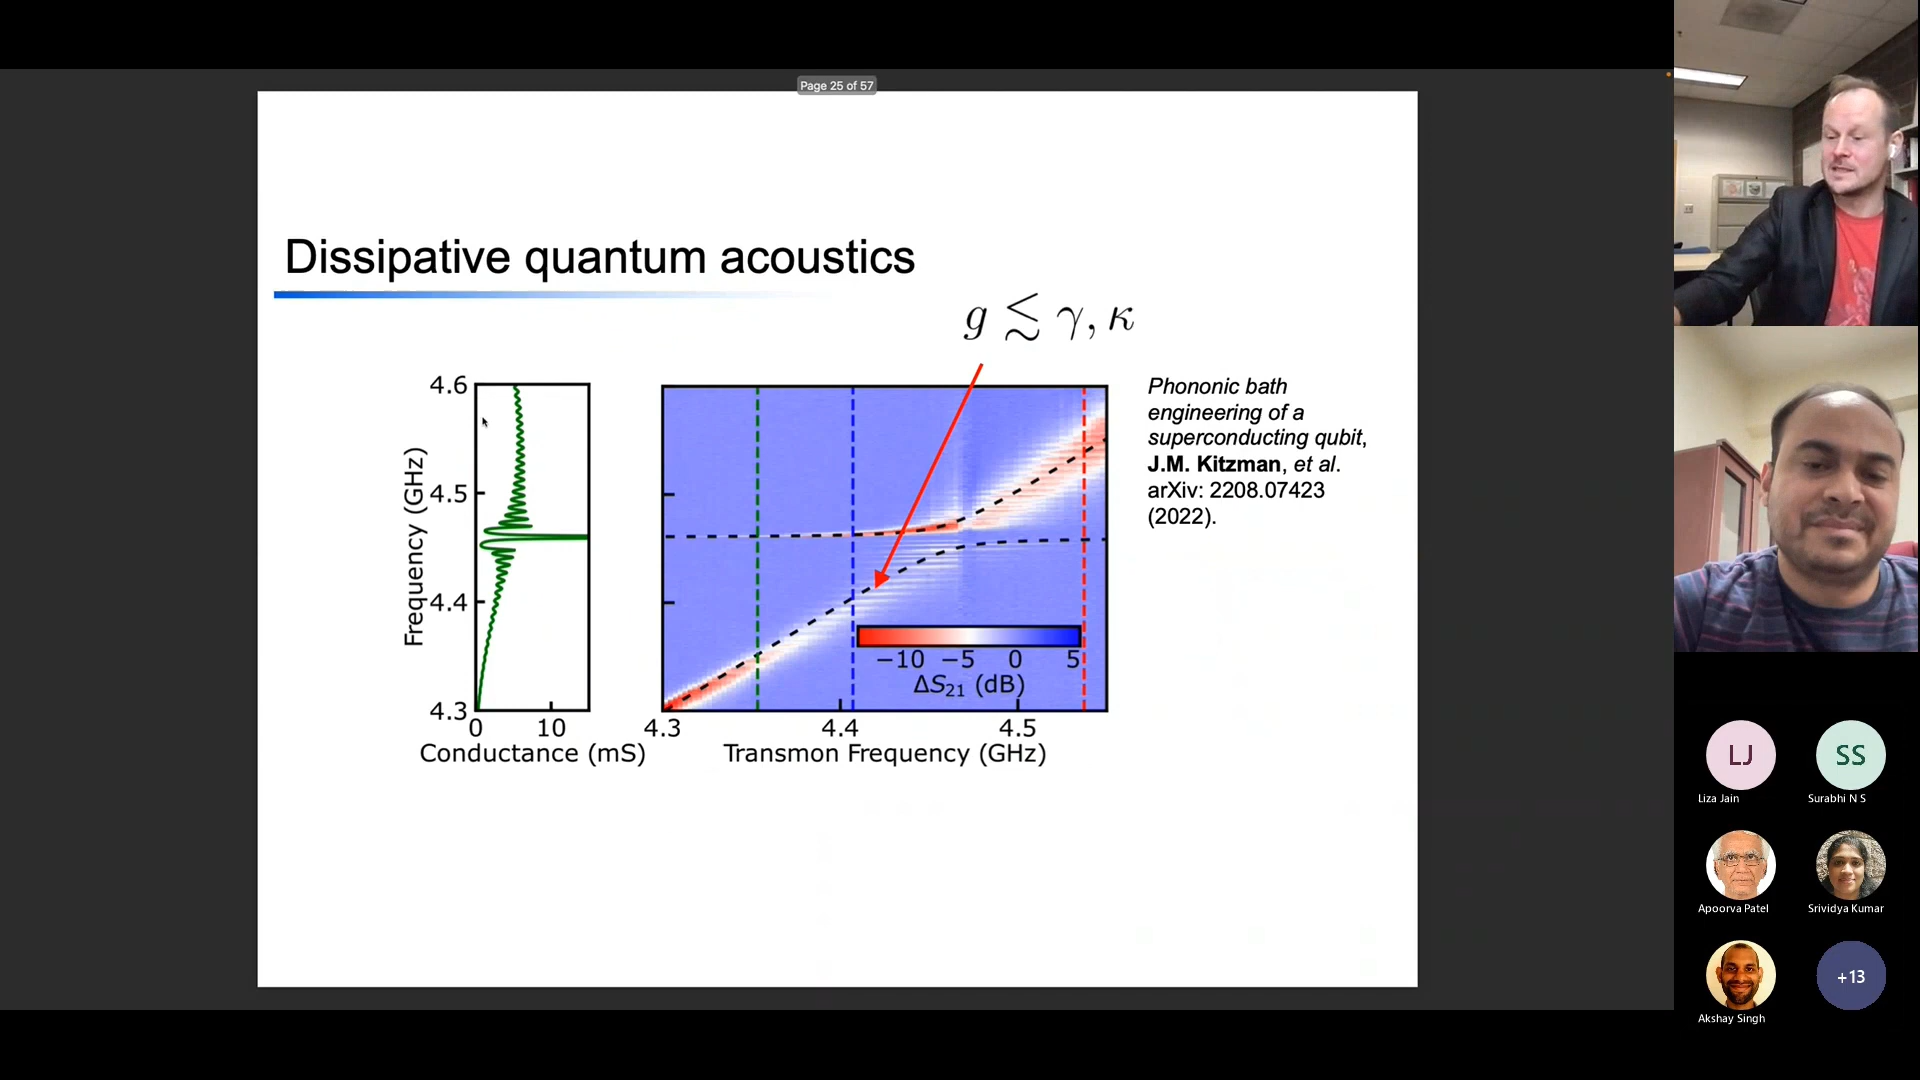 Page 25 of 57
Dissipative quantum acoustics
g ≲ γ, κ
Phononic bath
engineering of a
superconducting qubit,
J.M. Kitzman, et al.
arXiv: 2208.07423
(2022).
Frequency (GHz)
4.6
4.5
4.4
4.3
0 10
Conductance (mS)
−10 −5 0 5
ΔS21 (dB)
4.3 4.4 4.5
Transmon Frequency (GHz)
LJ
Liza Jain
SS
Surabhi N S
Apoorva Patel
Srividya Kumar
Akshay Singh
+13